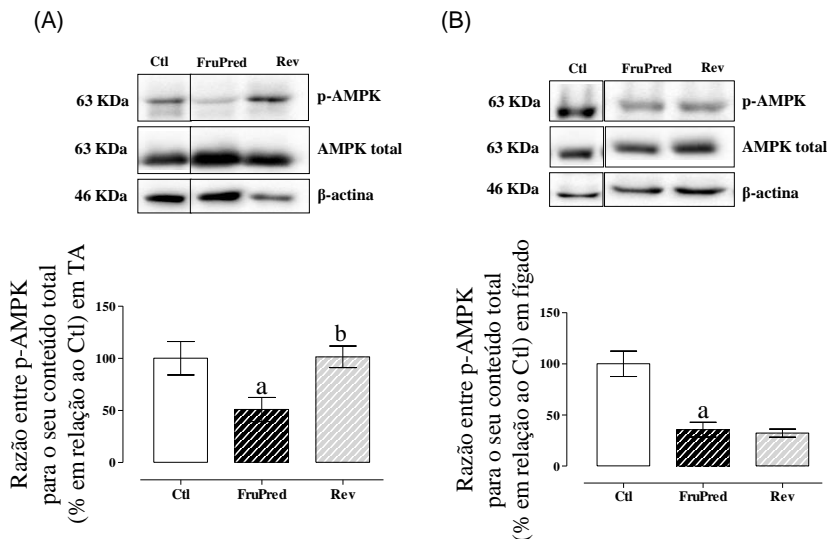 (A)
Ctl FruPred Rev
63 KDa p-AMPK
63 KDa AMPK total
46 KDa β-actina
Razão entre p-AMPK
para o seu conteúdo total
(% em relação ao Ctl) em TA
150
100
50
0
a
b
Ctl FruPred Rev
(B)
Ctl FruPred Rev
63 KDa p-AMPK
63 KDa AMPK total
46 KDa β-actina
Razão entre p-AMPK
para o seu conteúdo total
(% em relação ao Ctl) em fígado
150
100
50
0
a
Ctl FruPred Rev